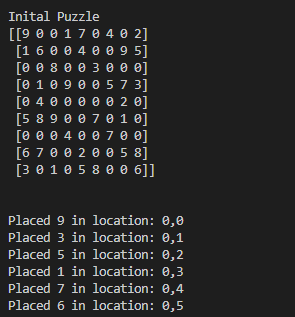 Inital Puzzle
[[9 0 0 1 7 0 4 0 2]
[1 6 0 0 4 0 0 9 5]
[0 0 8 0 0 3 0 0 0]
[0 1 0 9 0 0 5 7 3]
[0 4 0 0 0 0 0 2 0]
[5 8 9 0 0 7 0 1 0]
[0 0 0 4 0 0 7 0 0]
[6 7 0 0 2 0 0 5 8]
[3 0 1 0 5 8 0 0 6]]
Placed 9 in location: 0,0
Placed 3 in location: 0,1
Placed 5 in location: 0,2
Placed 1 in location: 0,3
Placed 7 in location: 0,4
Placed 6 in location: 0,5